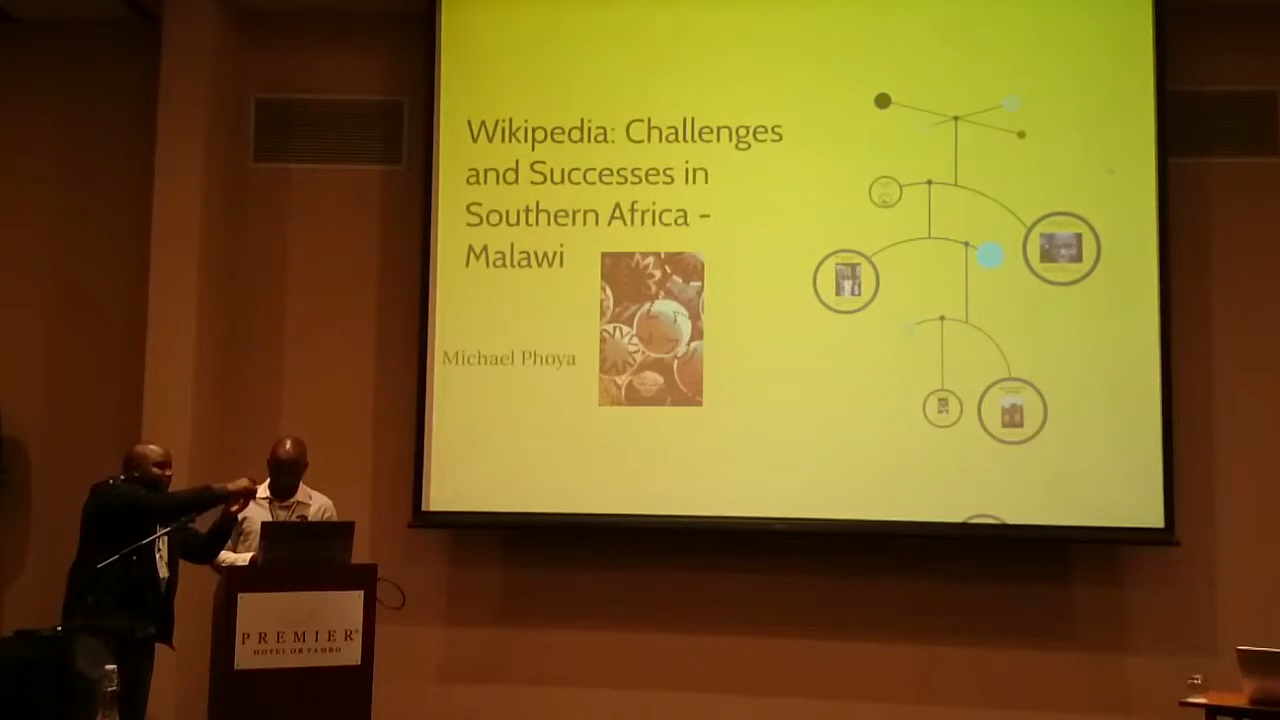 Wikipedia: Challenges
and Successes in
Southern Africa -
Malawi
Michael Phoya
PREMIER
HOTEL OR TAMBO